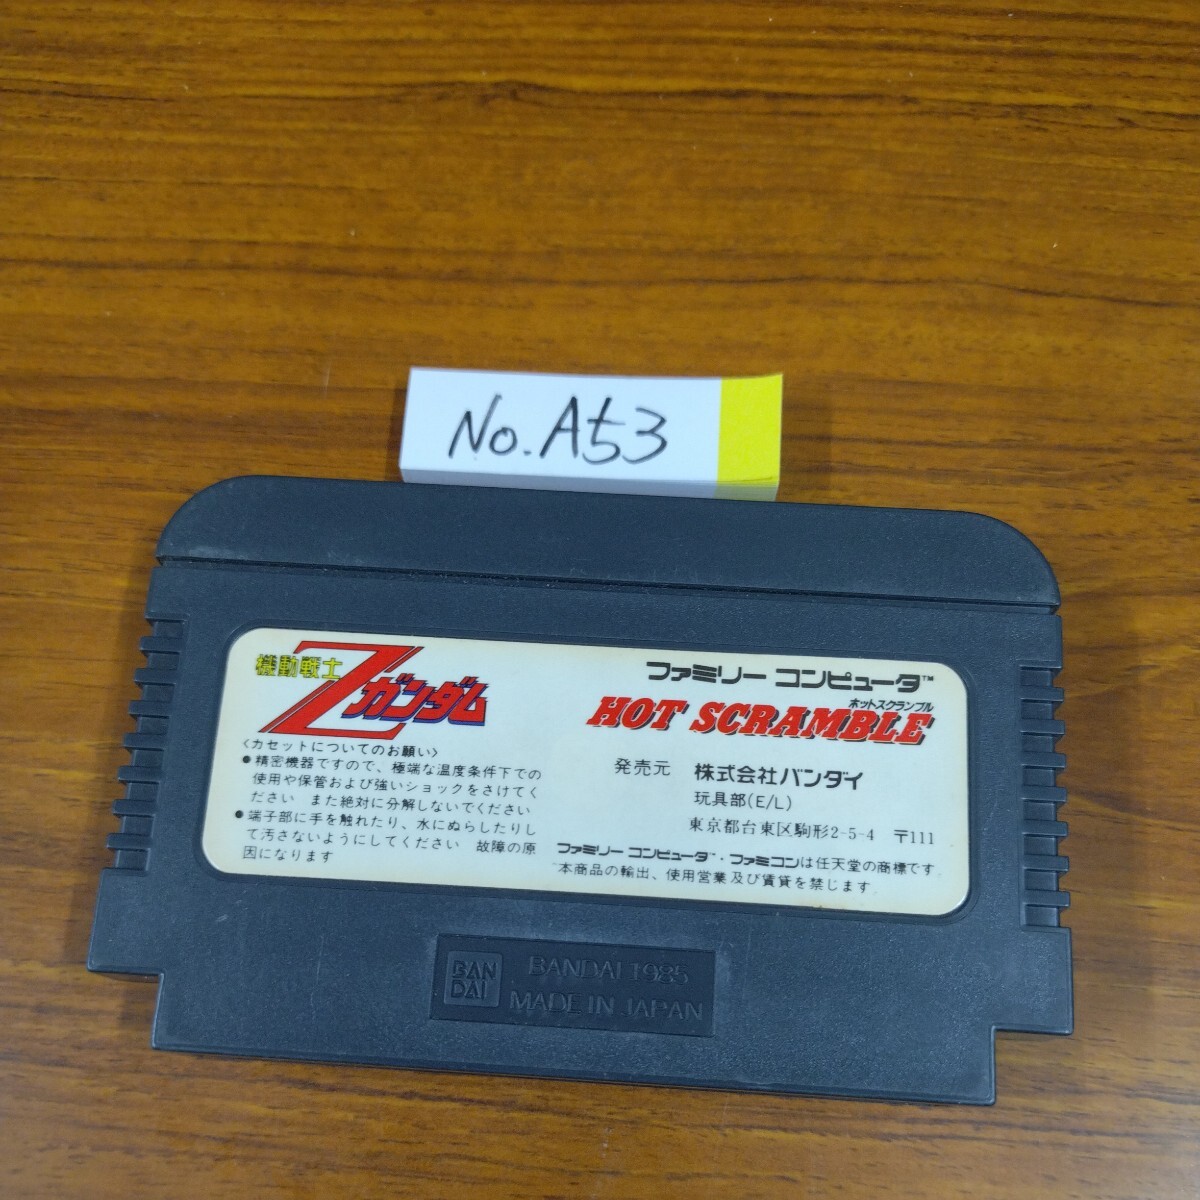 No.A53
機動戦士
Zガンダム
〈カセットについてのお願い〉
●精密機器ですので、極端な温度条件下での
使用や保管および強いショックをさけてく
ださい また絶対に分解しないでください
●端子部に手を触れたり、水にぬらしたりし
て汚さないようにしてください 故障の原
因になります
ファミリー コンピュータ™
ホットスクランブル
HOT SCRAMBLE
発売元 株式会社バンダイ
玩具部(E/L)
東京都台東区駒形2-5-4 〒111
ファミリー コンピュータ™・ファミコンは任天堂の商標です。
本商品の輸出、使用営業及び賃貸を禁じます。
BAN
DAI
BANDAI 1985
MADE IN JAPAN